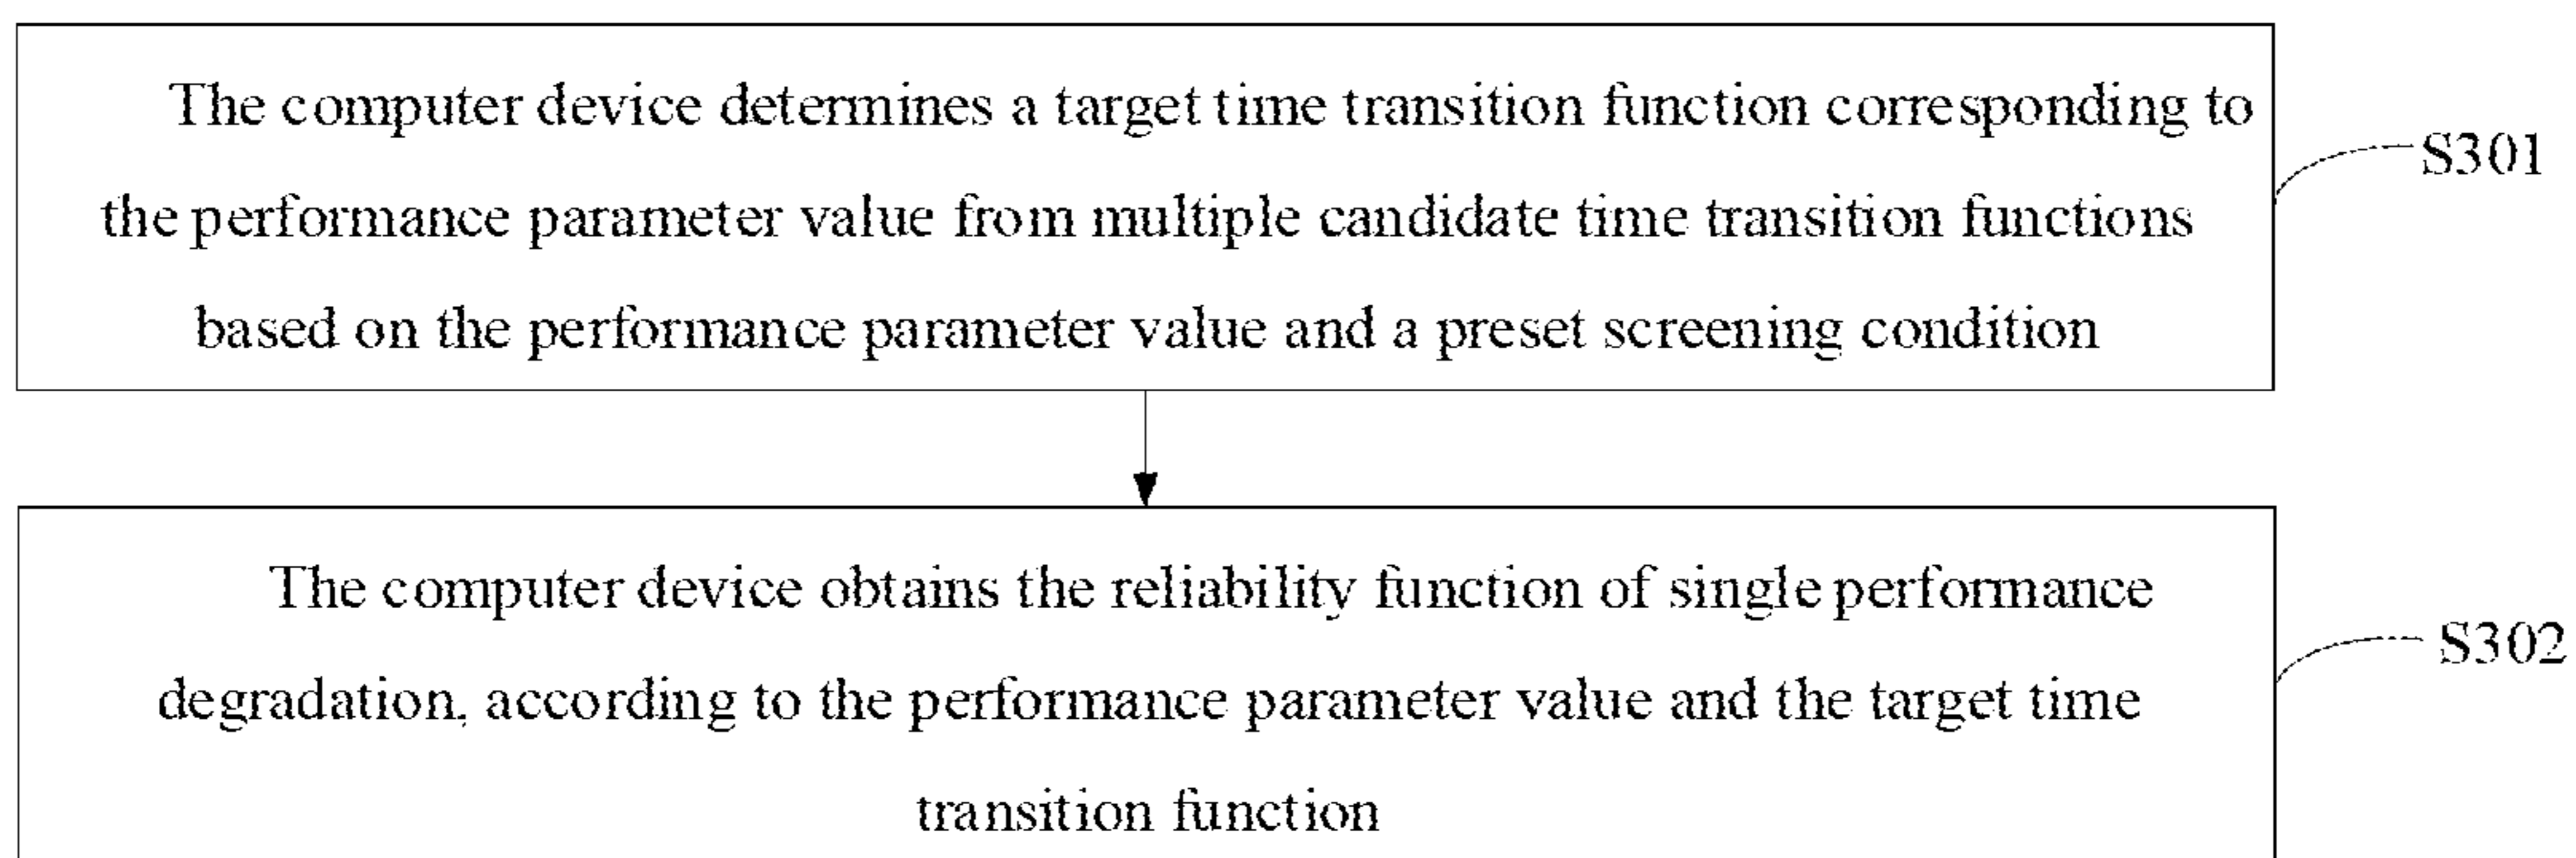 The computer device determines a target time transition function corresponding to
the performance parameter value from multiple candidate time transition functions
based on the performance parameter value and a preset screening condition
S301
The computer device obtains the reliability function of single performance
degradation, according to the performance parameter value and the target time
transition function
S302